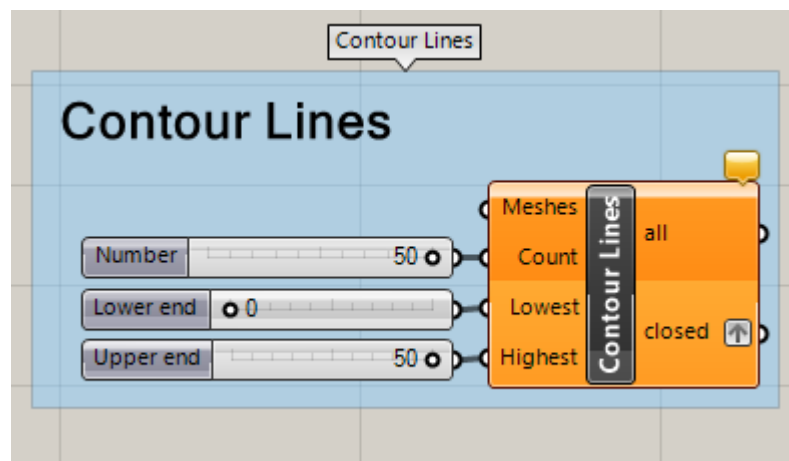 Contour Lines
Contour Lines
Meshes
Number 50
Count
Lower end 0
Lowest
Upper end 50
Highest
Contour Lines
all
closed